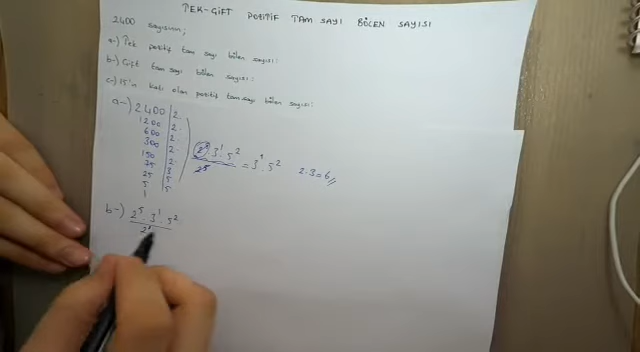 TEK-ÇİFT POZİTİF TAM SAYI BÖLEN SAYISI
2400 sayısının;
a-) Tek pozitif tam sayı bölen sayısı:
b-) Çift tam sayı bölen sayısı:
c-) 15'in katı olan pozitif tam sayı bölen sayısı:
a-) 2400 | 2
1200 | 2
600 | 2
300 | 2
150 | 2
75 | 3
25 | 5
5 | 5
1
2⁵ . 3¹ . 5² / 2⁵ = 3¹ . 5² 2.3=6
b-) 2⁵ . 3¹ . 5² / 2¹